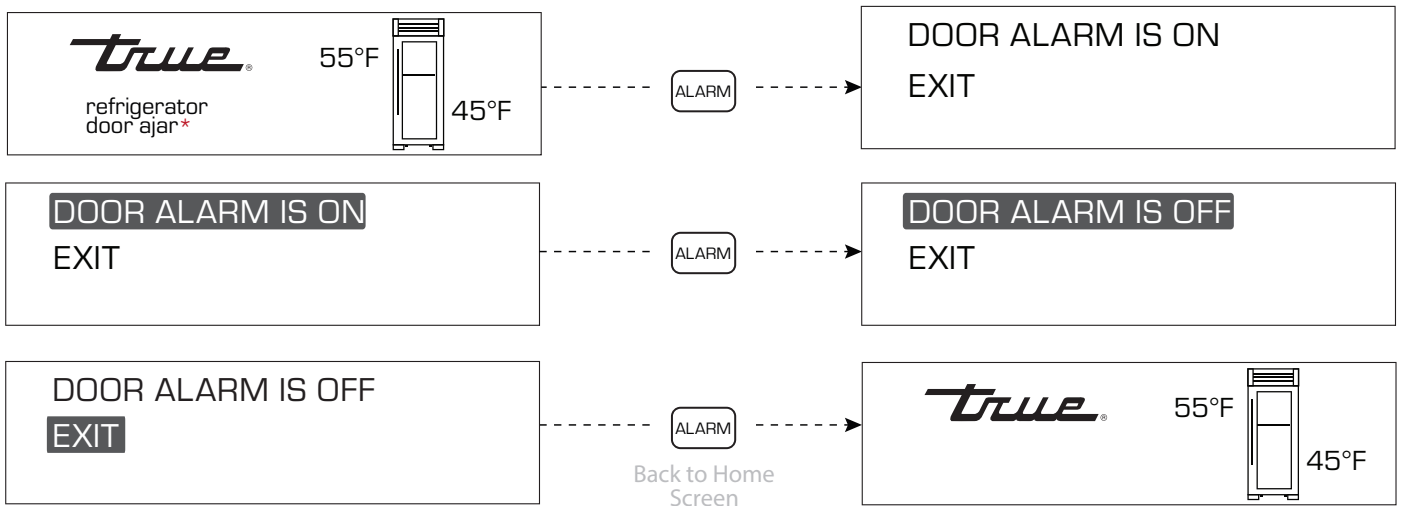 true®
55°F
refrigerator
door ajar*
45°F
ALARM
DOOR ALARM IS ON
EXIT
DOOR ALARM IS ON
EXIT
ALARM
DOOR ALARM IS OFF
EXIT
DOOR ALARM IS OFF
EXIT
ALARM
Back to Home
Screen
true®
55°F
45°F